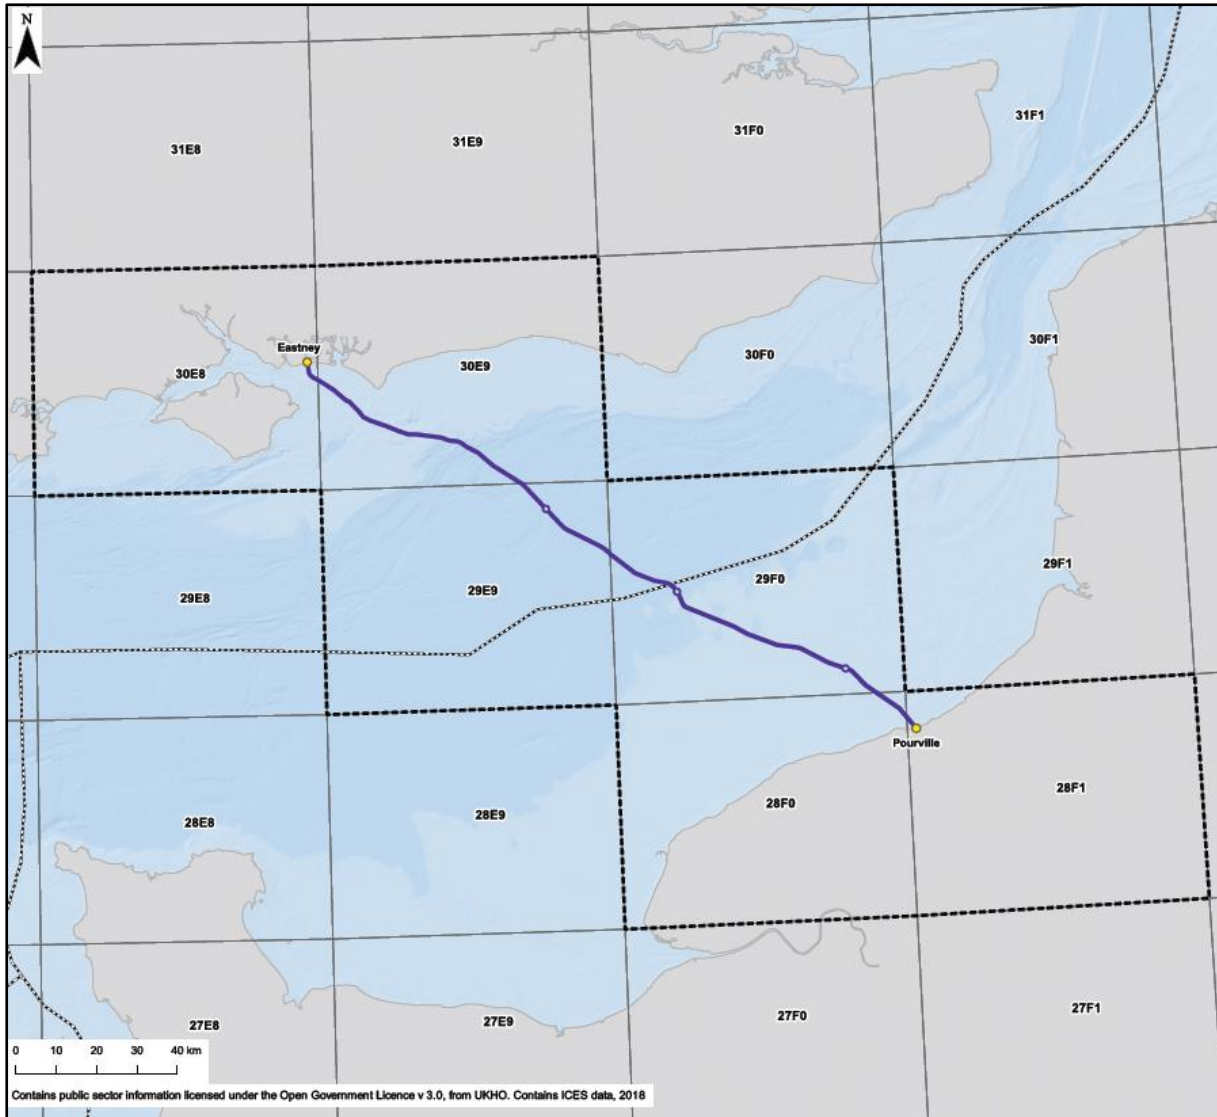 N
31E8
31E9
31F0
31F1
Eastney
30E8
30E9
30F0
30F1
29E8
29E9
29F0
29F1
Pourville
28E8
28E9
28F0
28F1
27E8
27E9
27F0
27F1
0 10 20 30 40 km
Contains public sector information licensed under the Open Government Licence v 3.0, from UKHO. Contains ICES data, 2018